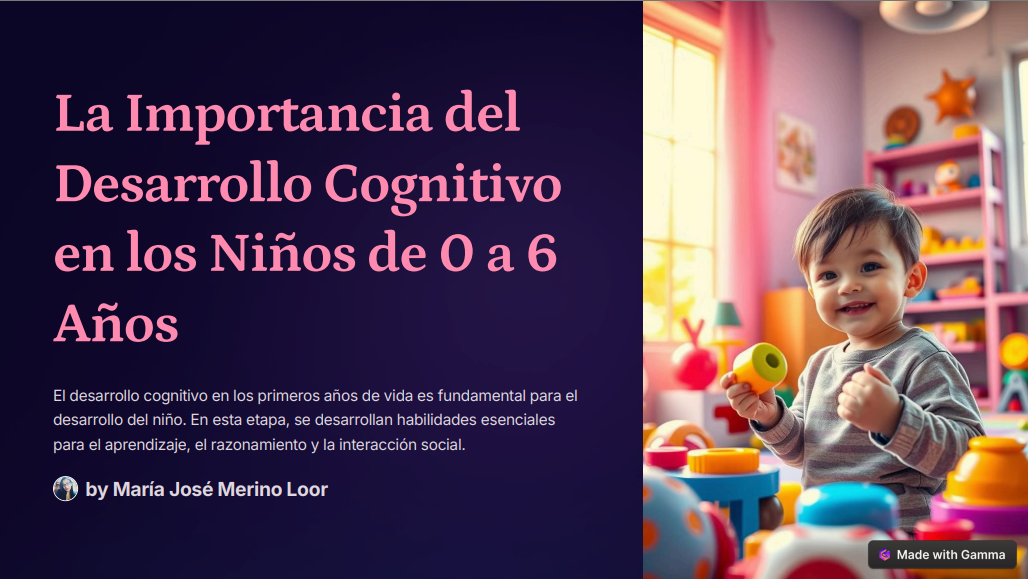 La Importancia del
Desarrollo Cognitivo
en los Niños de 0 a 6
Años
El desarrollo cognitivo en los primeros años de vida es fundamental para el
desarrollo del niño. En esta etapa, se desarrollan habilidades esenciales
para el aprendizaje, el razonamiento y la interacción social.
by María José Merino Loor
Made with Gamma